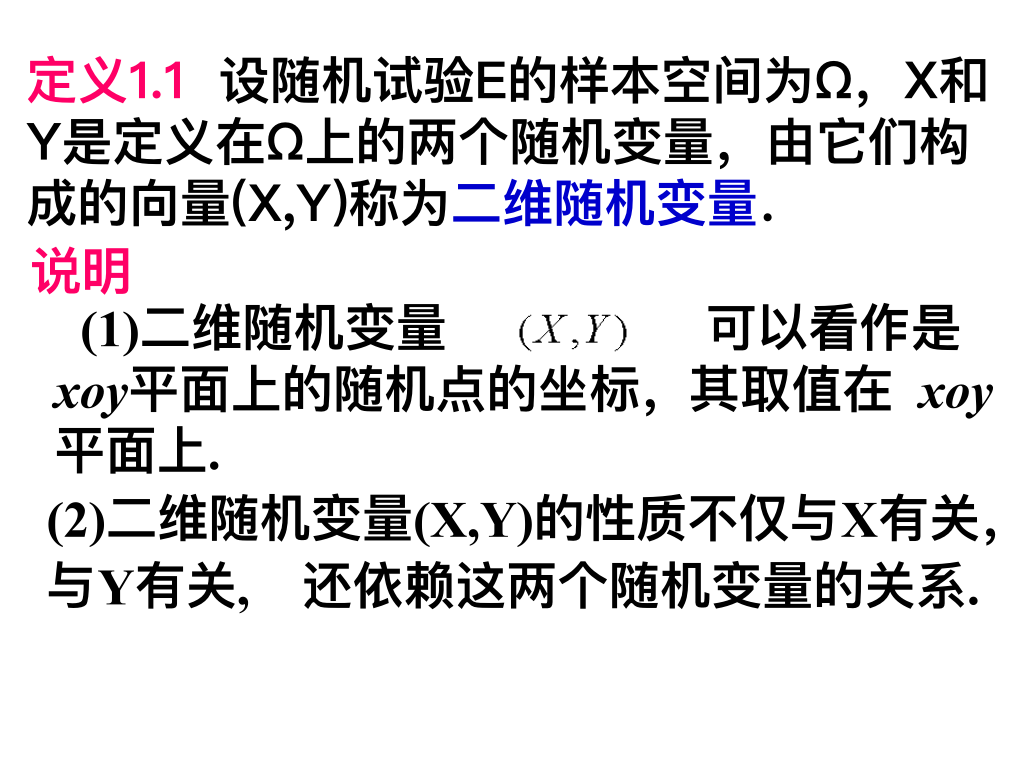 定义1.1 设随机试验E的样本空间为Ω，X和
Y是定义在Ω上的两个随机变量，由它们构
成的向量(X,Y)称为二维随机变量.
说明
(1)二维随机变量 (X,Y) 可以看作是
xoy平面上的随机点的坐标，其取值在 xoy
平面上.
(2)二维随机变量(X,Y)的性质不仅与X有关，
与Y有关, 还依赖这两个随机变量的关系.